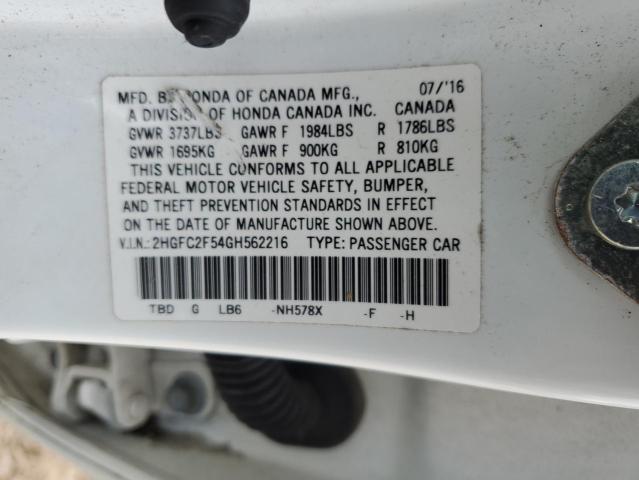 MFD. BY HONDA OF CANADA MFG., 07/'16
A DIVISION OF HONDA CANADA INC. CANADA
GVWR 3737LBS GAWR F 1984LBS R 1786LBS
GVWR 1695KG GAWR F 900KG R 810KG
THIS VEHICLE CONFORMS TO ALL APPLICABLE
FEDERAL MOTOR VEHICLE SAFETY, BUMPER,
AND THEFT PREVENTION STANDARDS IN EFFECT
ON THE DATE OF MANUFACTURE SHOWN ABOVE.
V.I.N.:2HGFC2F54GH562216 TYPE: PASSENGER CAR
TBD G LB6 -NH578X -F -H